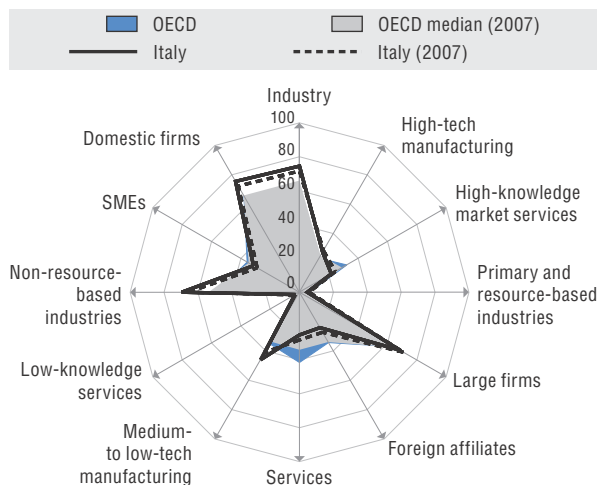 OECD
OECD median (2007)
Italy
Italy (2007)
Industry
100
80
60
40
20
0
High-tech
manufacturing
High-knowledge
market services
Primary and
resource-based
industries
Large firms
Foreign affiliates
Services
Medium-
to low-tech
manufacturing
Low-knowledge
services
Non-resource-
based
industries
SMEs
Domestic firms